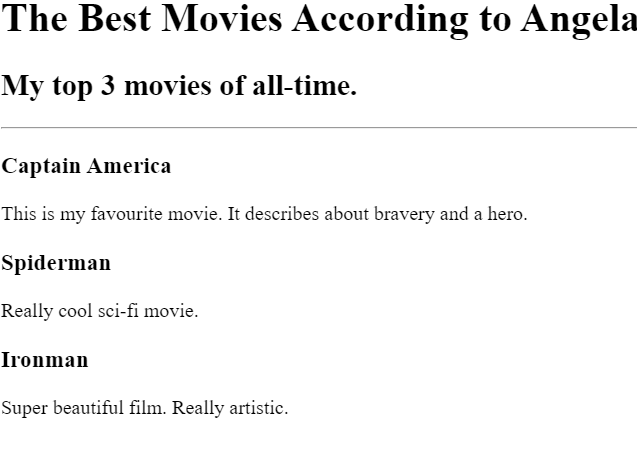 The Best Movies According to Angela
My top 3 movies of all-time.
Captain America
This is my favourite movie. It describes about bravery and a hero.
Spiderman
Really cool sci-fi movie.
Ironman
Super beautiful film. Really artistic.